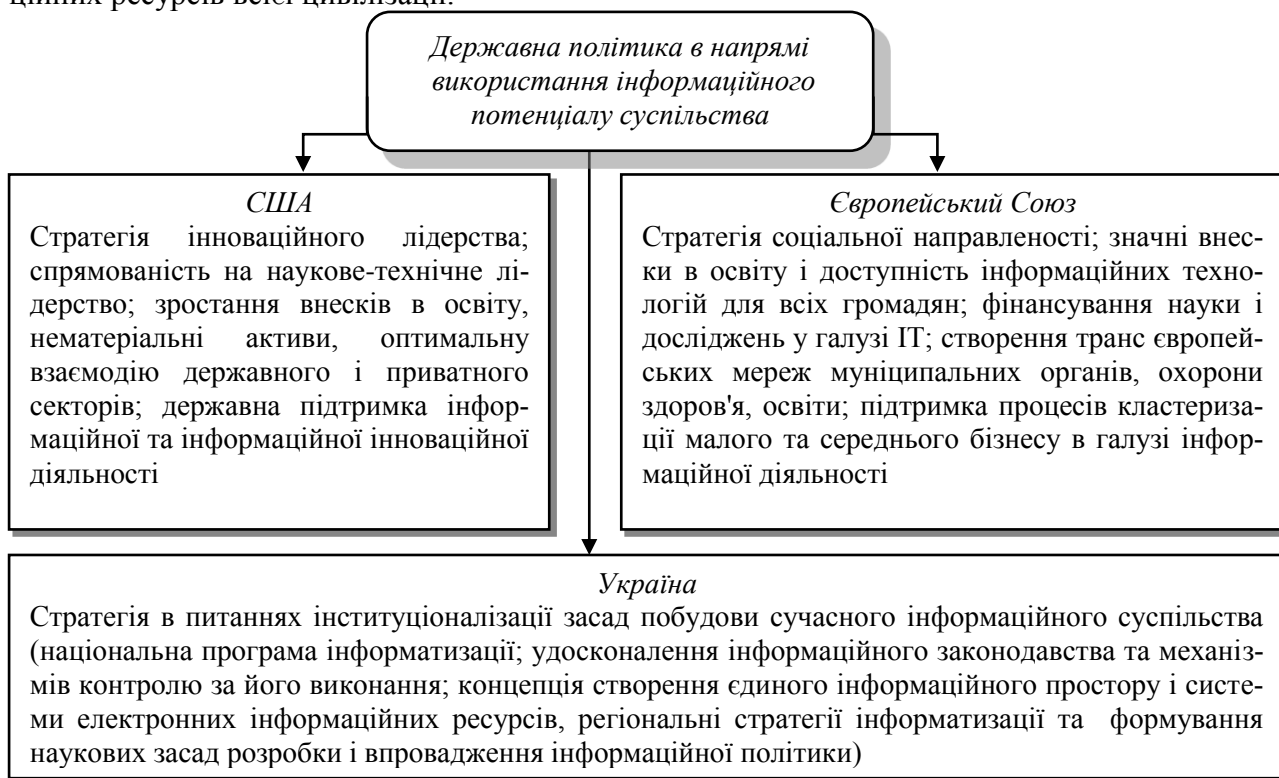 ційних ресурсів всієї цивілізації.
Державна політика в напрямі
використання інформаційного
потенціалу суспільства
США
Стратегія інноваційного лідерства;
спрямованість на наукове-технічне лі-
дерство; зростання внесків в освіту,
нематеріальні активи, оптимальну
взаємодію державного і приватного
секторів; державна підтримка інфор-
маційної та інформаційної інноваційної
діяльності
Європейський Союз
Стратегія соціальної направленості; значні внес-
ки в освіту і доступність інформаційних техно-
логій для всіх громадян; фінансування науки і
досліджень у галузі ІТ; створення транс європей-
ських мереж муніципальних органів, охорони
здоров'я, освіти; підтримка процесів кластериза-
ції малого та середнього бізнесу в галузі інфор-
маційної діяльності
Україна
Стратегія в питаннях інституціоналізації засад побудови сучасного інформаційного суспільства
(національна програма інформатизації; удосконалення інформаційного законодавства та механіз-
мів контролю за його виконання; концепція створення єдиного інформаційного простору і систе-
ми електронних інформаційних ресурсів, регіональні стратегії інформатизації та формування
наукових засад розробки і впровадження інформаційної політики)